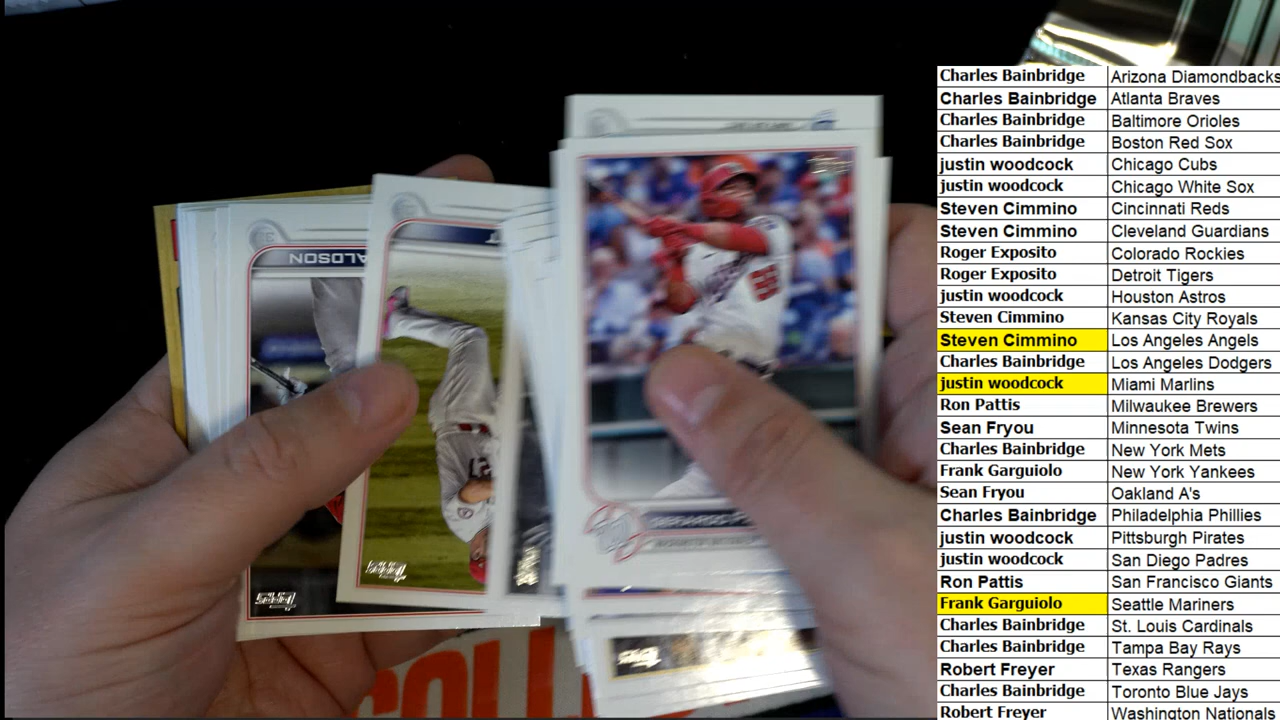 Charles Bainbridge Arizona Diamondbacks
Charles Bainbridge Atlanta Braves
Charles Bainbridge Baltimore Orioles
Charles Bainbridge Boston Red Sox
justin woodcock Chicago Cubs
justin woodcock Chicago White Sox
Steven Cimmino Cincinnati Reds
Steven Cimmino Cleveland Guardians
Roger Exposito Colorado Rockies
Roger Exposito Detroit Tigers
justin woodcock Houston Astros
Steven Cimmino Kansas City Royals
Steven Cimmino Los Angeles Angels
Charles Bainbridge Los Angeles Dodgers
justin woodcock Miami Marlins
Ron Pattis Milwaukee Brewers
Sean Fryou Minnesota Twins
Charles Bainbridge New York Mets
Frank Garguiolo New York Yankees
Sean Fryou Oakland A's
Charles Bainbridge Philadelphia Phillies
justin woodcock Pittsburgh Pirates
justin woodcock San Diego Padres
Ron Pattis San Francisco Giants
Frank Garguiolo Seattle Mariners
Charles Bainbridge St. Louis Cardinals
Charles Bainbridge Tampa Bay Rays
Robert Freyer Texas Rangers
Charles Bainbridge Toronto Blue Jays
Robert Freyer Washington Nationals
ALDSON
Topps
Topps
Topps